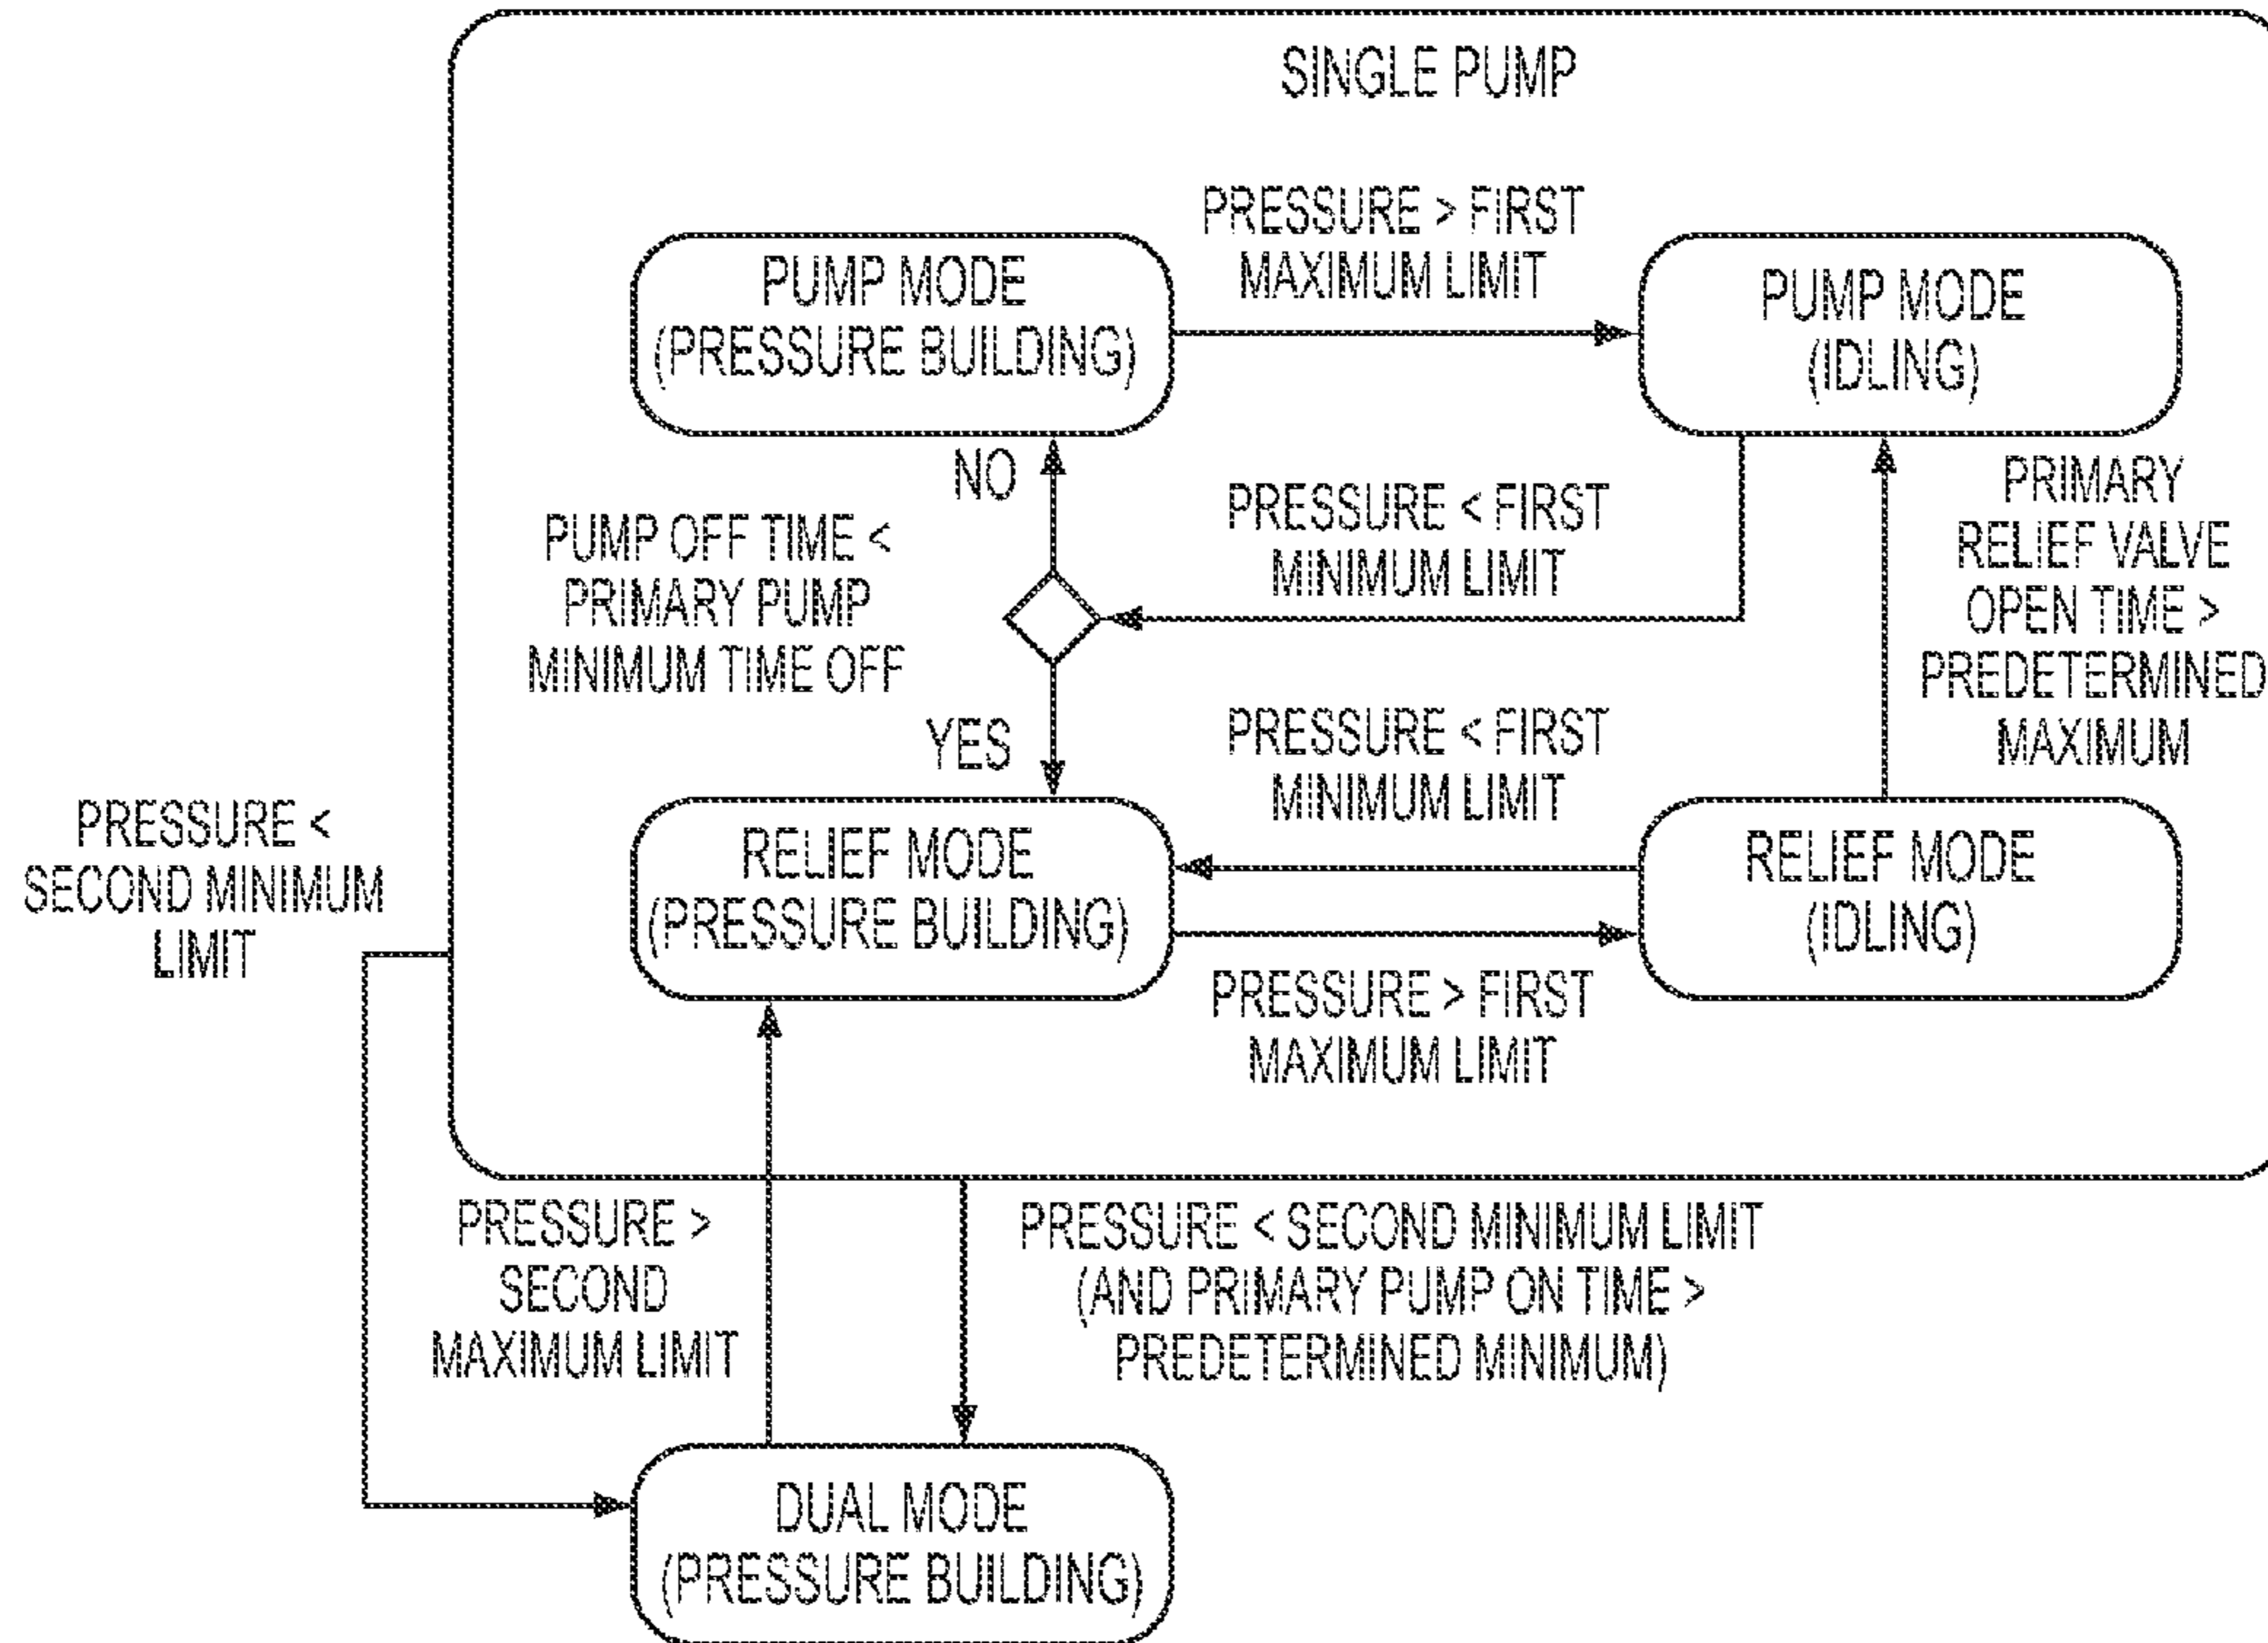 SINGLE PUMP
PRESSURE > FIRST
MAXIMUM LIMIT
PUMP MODE
(PRESSURE BUILDING)
PUMP MODE
(IDLING)
NO
PUMP OFF TIME <
PRIMARY PUMP
MINIMUM TIME OFF
PRESSURE < FIRST
MINIMUM LIMIT
PRIMARY
RELIEF VALVE
OPEN TIME >
PREDETERMINED
MAXIMUM
YES
PRESSURE < FIRST
MINIMUM LIMIT
PRESSURE <
SECOND MINIMUM
LIMIT
RELIEF MODE
(PRESSURE BUILDING)
RELIEF MODE
(IDLING)
PRESSURE > FIRST
MAXIMUM LIMIT
PRESSURE >
SECOND
MAXIMUM LIMIT
PRESSURE < SECOND MINIMUM LIMIT
(AND PRIMARY PUMP ON TIME >
PREDETERMINED MINIMUM)
DUAL MODE
(PRESSURE BUILDING)